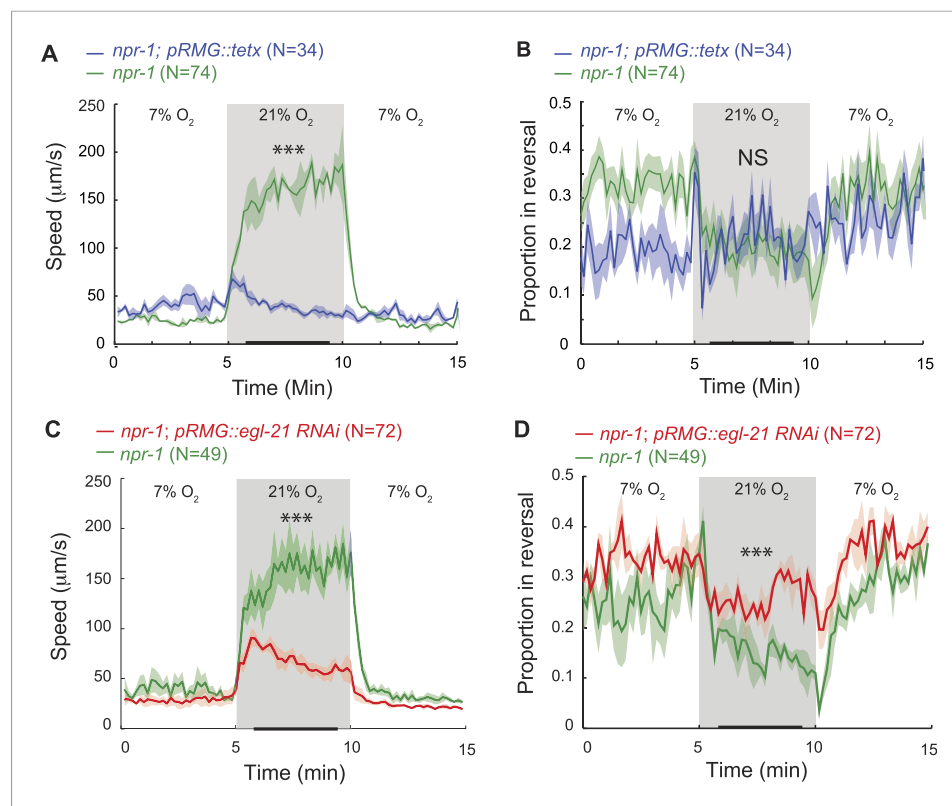 A
npr-1; pRMG::tetx (N=34)
npr-1 (N=74)
250
200
150
100
50
0
7% O2
21% O2
7% O2
***
Speed (μm/s)
0
5
10
15
Time (Min)
B
npr-1; pRMG::tetx (N=34)
npr-1 (N=74)
0.5
0.4
0.3
0.2
0.1
0
7% O2
21% O2
7% O2
NS
Proportion in reversal
0
5
10
15
Time (Min)
C
npr-1; pRMG::egl-21 RNAi (N=72)
npr-1 (N=49)
250
200
150
100
50
0
7% O2
21% O2
7% O2
***
Speed (μm/s)
0
5
10
15
Time (min)
D
npr-1; pRMG::egl-21 RNAi (N=72)
npr-1 (N=49)
0.5
0.4
0.3
0.2
0.1
0
7% O2
21% O2
7% O2
***
Proportion in reversal
0
5
10
15
Time (min)